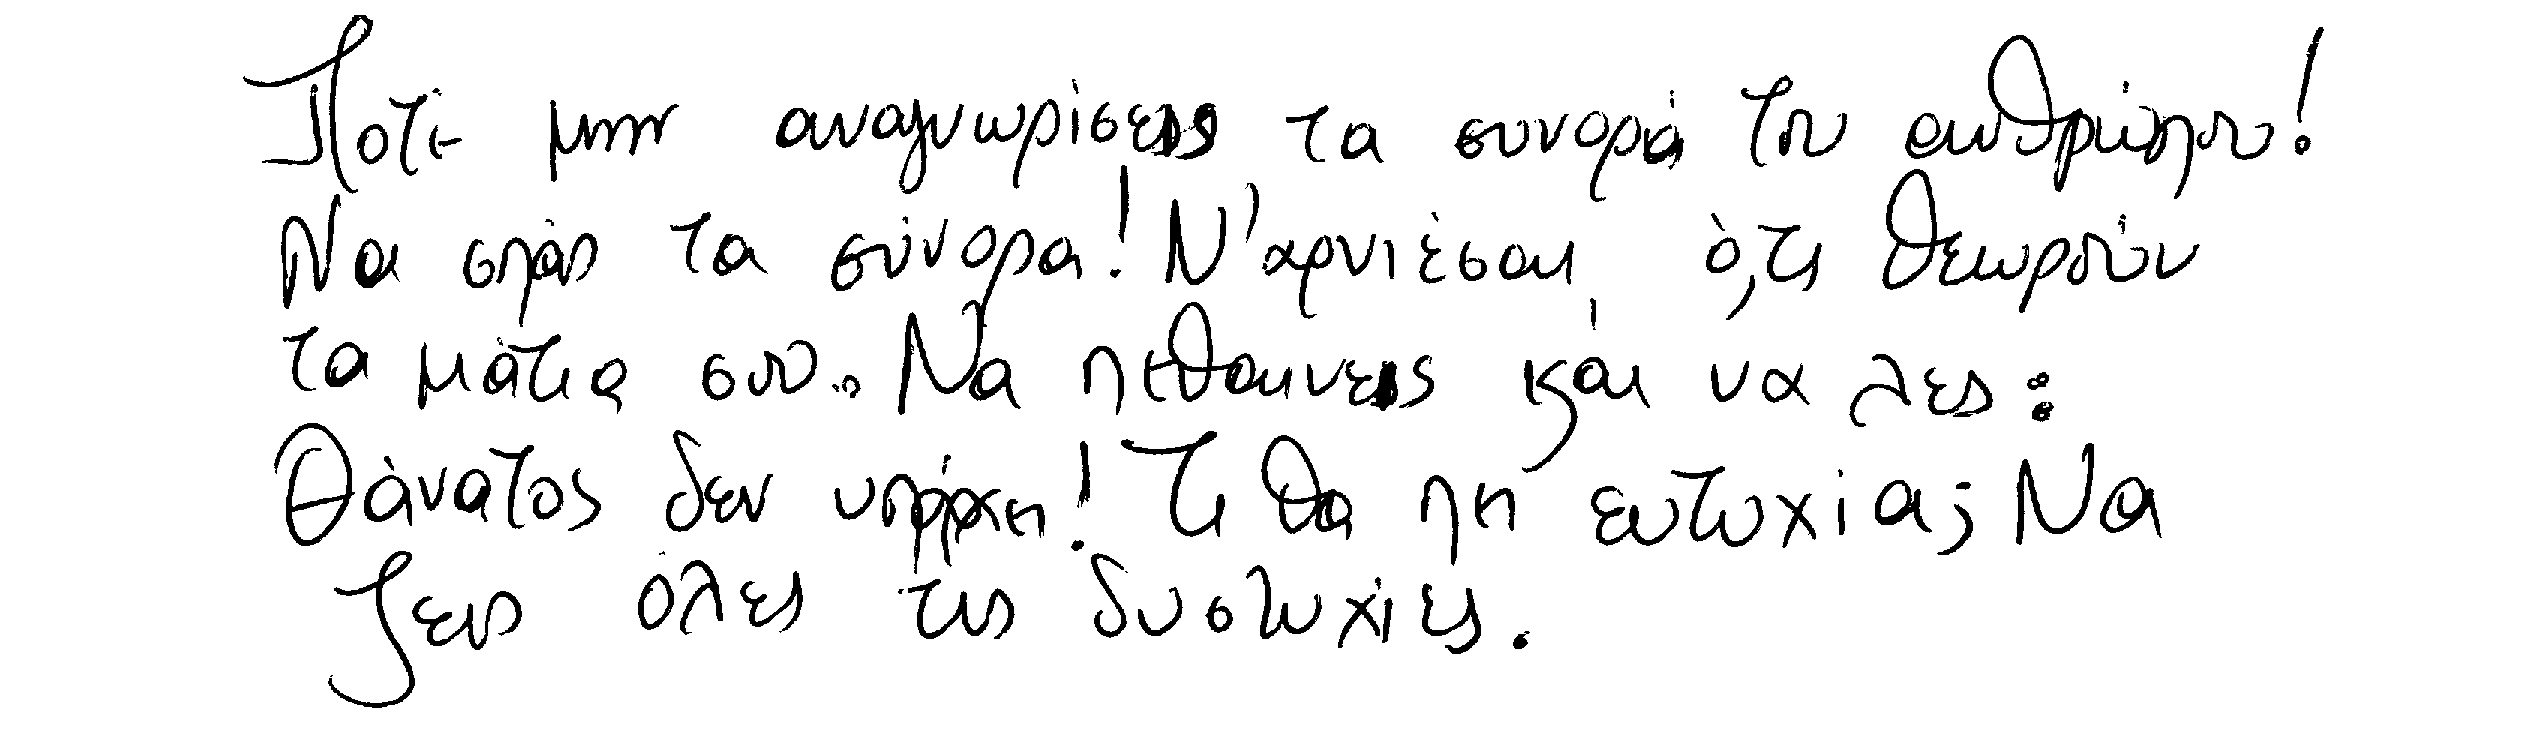 Ποτέ μην αναγνωρίσεις τα συνορά του ανθρώπου!
Να σπας τα σύνορα! Ν'αρνιέσαι ό,τι θεωρούν
τα μάτια σου. Να πεθαίνεις και να λες:
Θάνατος δεν υπάρχει! Τι θα πει ευτυχία; Να
ζεις όλες τις δυστυχίες.